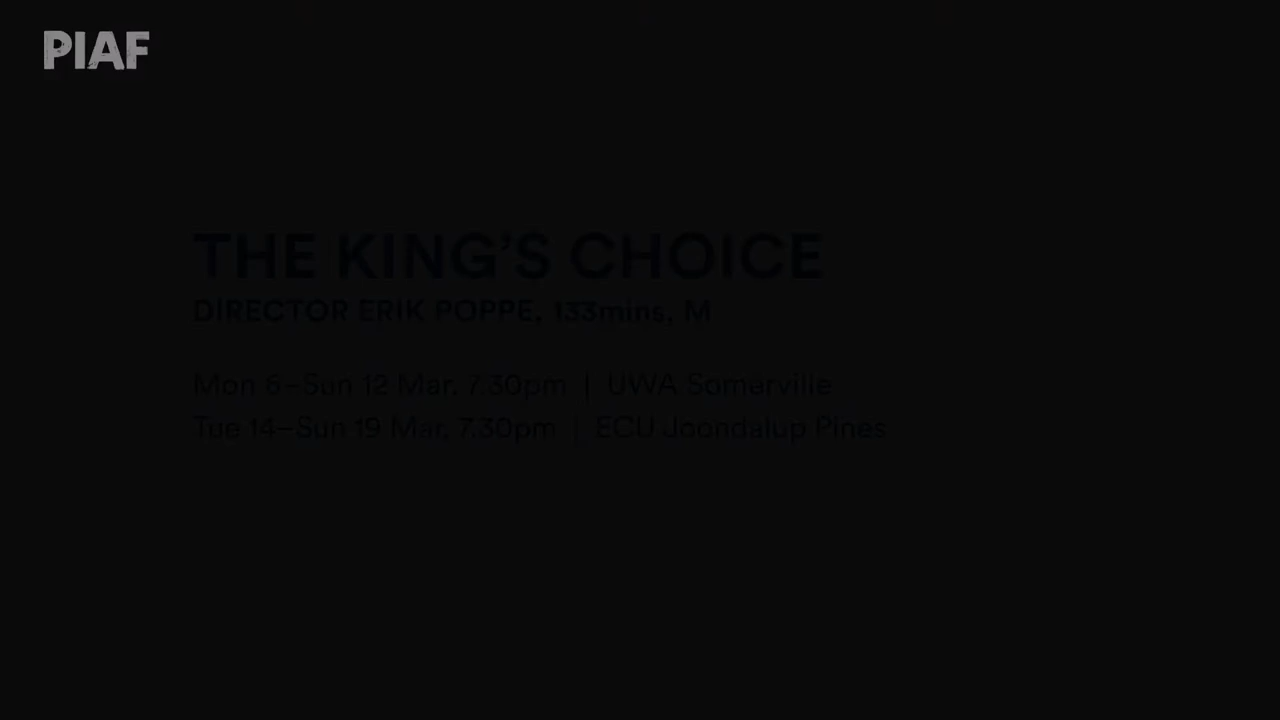 PIAF
THE KING'S CHOICE
DIRECTOR ERIK POPPE, 133mins, M
Mon 6–Sun 12 Mar, 7.30pm | UWA Somerville
Tue 14–Sun 19 Mar, 7.30pm | ECU Joondalup Pines